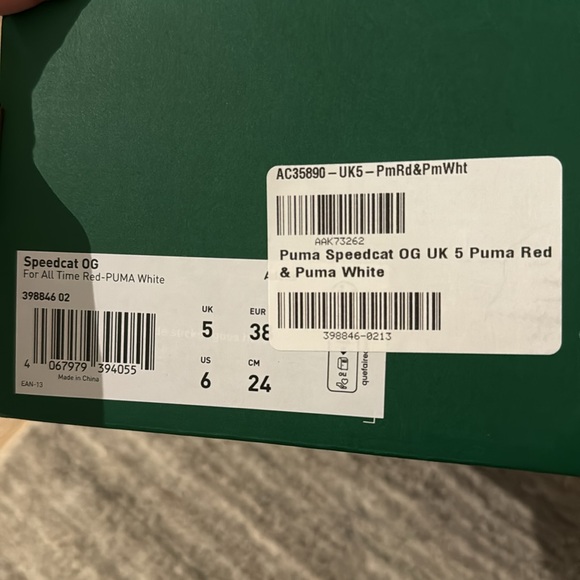 AC35890-UK5-PmRd&PmWht
AAK73262
Puma Speedcat OG UK 5 Puma Red
& Puma White
398846-0213
Speedcat OG
For All Time Red-PUMA White
398846 02
UK
5
EUR
38
US
6
CM
24
4 067979 394055
Made in China
EAN-13